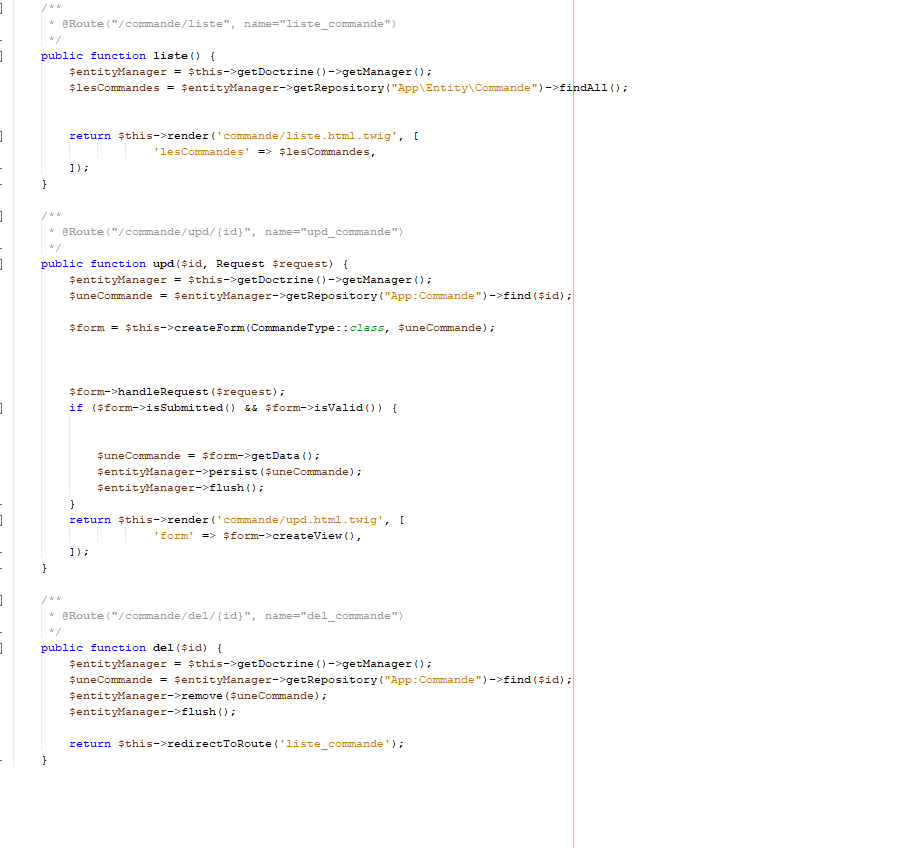 /**
* @Route("/commande/liste", name="liste_commande")
*/
public function liste() {
$entityManager = $this->getDoctrine()->getManager();
$lesCommandes = $entityManager->getRepository("App\Entity\Commande")->findAll();
return $this->render('commande/liste.html.twig', [
'lesCommandes' => $lesCommandes,
]);
}
/**
* @Route("/commande/upd/{id}", name="upd_commande")
*/
public function upd($id, Request $request) {
$entityManager = $this->getDoctrine()->getManager();
$uneCommande = $entityManager->getRepository("App:Commande")->find($id);
$form = $this->createForm(CommandeType::class, $uneCommande);
$form->handleRequest($request);
if ($form->isSubmitted() && $form->isValid()) {
$uneCommande = $form->getData();
$entityManager->persist($uneCommande);
$entityManager->flush();
}
return $this->render('commande/upd.html.twig', [
'form' => $form->createView(),
]);
}
/**
* @Route("/commande/del/{id}", name="del_commande")
*/
public function del($id) {
$entityManager = $this->getDoctrine()->getManager();
$uneCommande = $entityManager->getRepository("App:Commande")->find($id);
$entityManager->remove($uneCommande);
$entityManager->flush();
return $this->redirectToRoute('liste_commande');
}